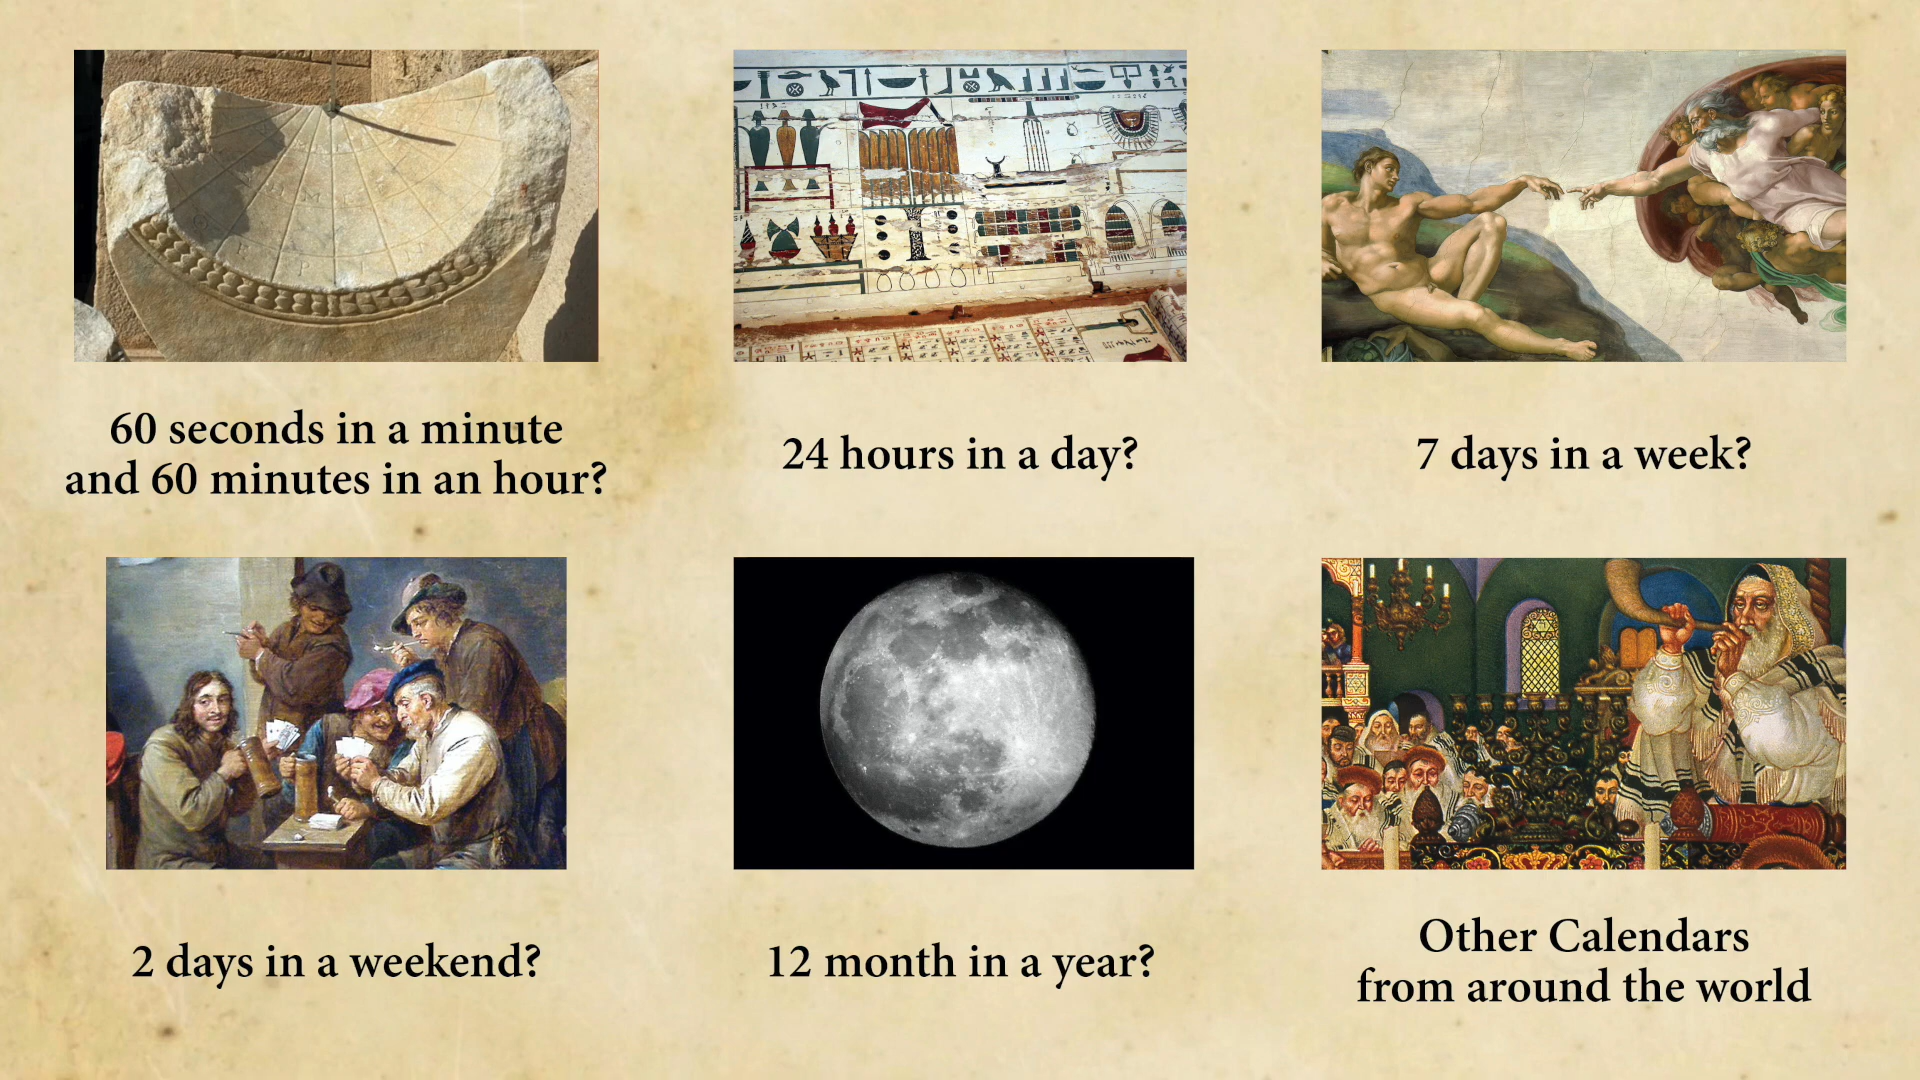 60 seconds in a minute
and 60 minutes in an hour?
24 hours in a day?
7 days in a week?
2 days in a weekend?
12 month in a year?
Other Calendars
from around the world